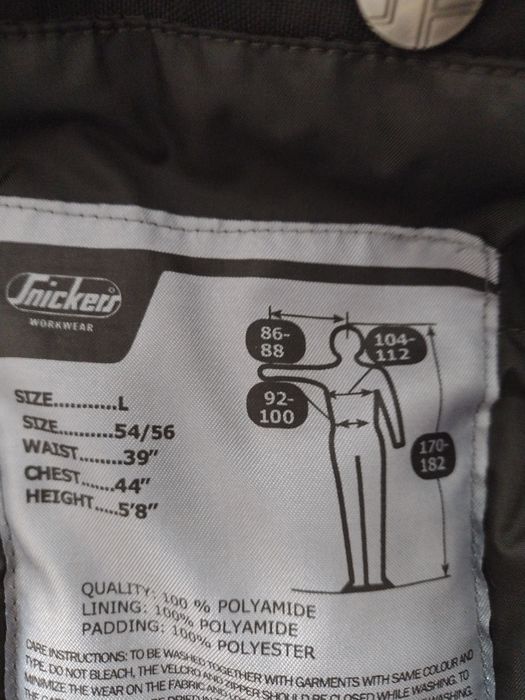 Snickers
WORKWEAR
86-
88
104-
112
92-
100
170-
182
SIZE...........L
SIZE..........54/56
WAIST........39"
CHEST......44"
HEIGHT.....5'8"
QUALITY: 100 % POLYAMIDE
LINING: 100% POLYAMIDE
PADDING: 100% POLYESTER
CARE INSTRUCTIONS: TO BE WASHED TOGETHER WITH GARMENTS WITH SAME COLOUR AND
TYPE. DO NOT BLEACH, THE VELCRO AND ZIPPER SHOULD BE CLOSED WHILE WASHING, TO
MINIMIZE THE WEAR ON THE FABRIC AND WASHING.